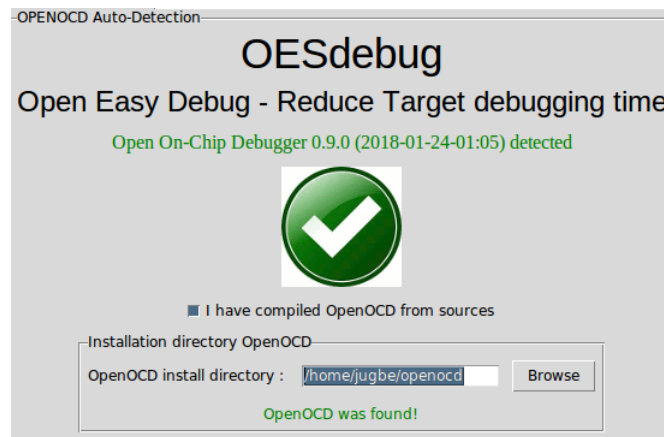 OPENOCD Auto-Detection
OESdebug
Open Easy Debug - Reduce Target debugging time
Open On-Chip Debugger 0.9.0 (2018-01-24-01:05) detected
I have compiled OpenOCD from sources
Installation directory OpenOCD
OpenOCD install directory : /home/jugbe/openocd Browse
OpenOCD was found!